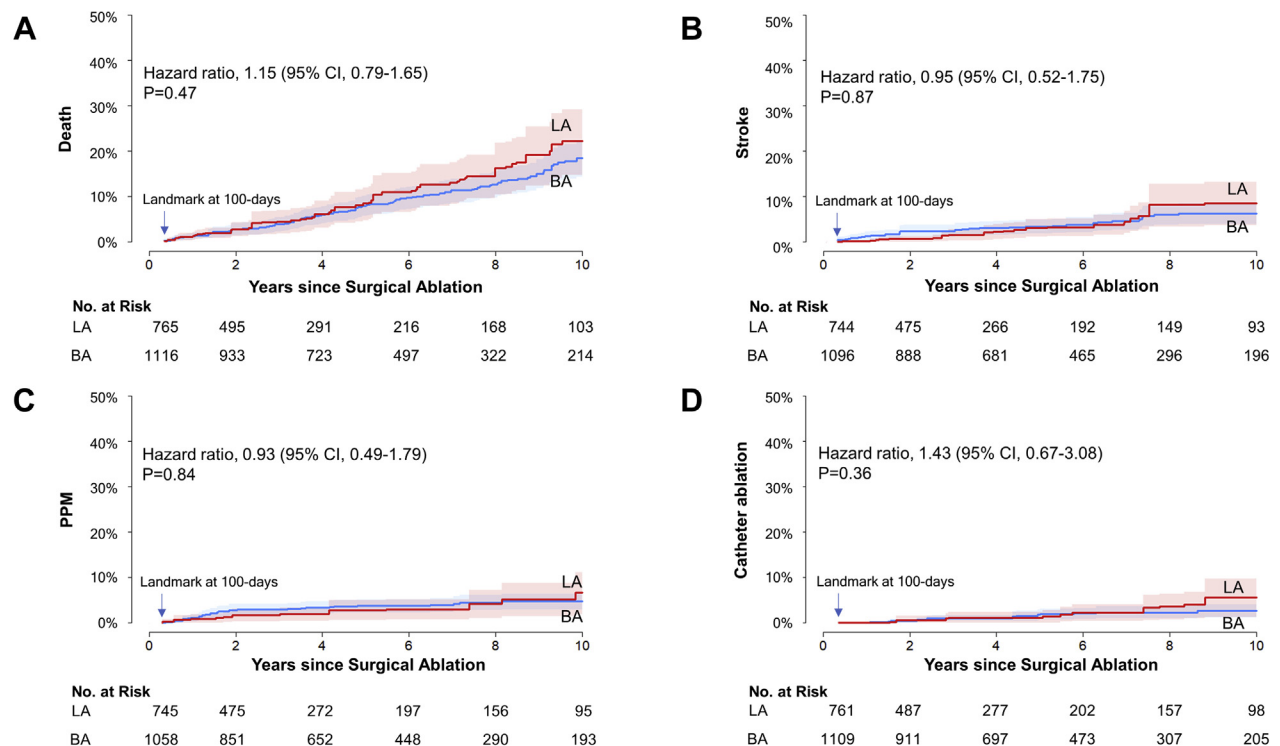 A
50%
40%
30%
20%
10%
0%
Death
Hazard ratio, 1.15 (95% CI, 0.79-1.65)
P=0.47
Landmark at 100-days
LA
BA
0 2 4 6 8 10
Years since Surgical Ablation
No. at Risk
LA 765 495 291 216 168 103
BA 1116 933 723 497 322 214
B
50%
40%
30%
20%
10%
0%
Stroke
Hazard ratio, 0.95 (95% CI, 0.52-1.75)
P=0.87
Landmark at 100-days
LA
BA
0 2 4 6 8 10
Years since Surgical Ablation
No. at Risk
LA 744 475 266 192 149 93
BA 1096 888 681 465 296 196
C
50%
40%
30%
20%
10%
0%
PPM
Hazard ratio, 0.93 (95% CI, 0.49-1.79)
P=0.84
Landmark at 100-days
LA
BA
0 2 4 6 8 10
Years since Surgical Ablation
No. at Risk
LA 745 475 272 197 156 95
BA 1058 851 652 448 290 193
D
50%
40%
30%
20%
10%
0%
Catheter ablation
Hazard ratio, 1.43 (95% CI, 0.67-3.08)
P=0.36
Landmark at 100-days
LA
BA
0 2 4 6 8 10
Years since Surgical Ablation
No. at Risk
LA 761 487 277 202 157 98
BA 1109 911 697 473 307 205